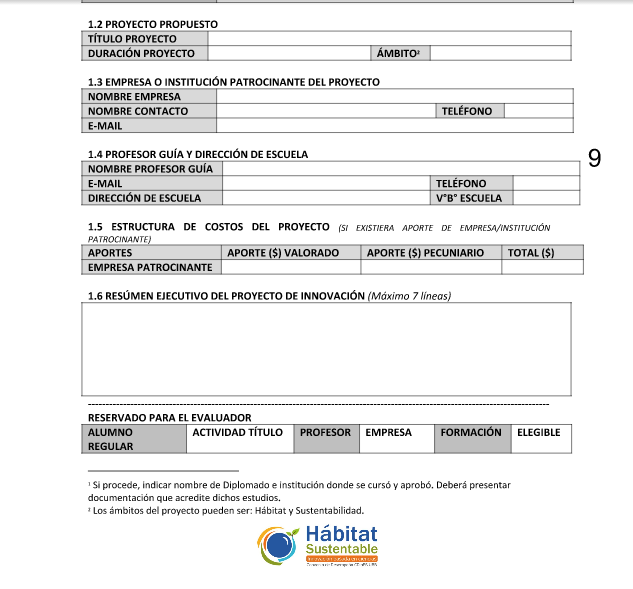 1.2 PROYECTO PROPUESTO
TÍTULO PROYECTO
DURACIÓN PROYECTO ÁMBITO²
1.3 EMPRESA O INSTITUCIÓN PATROCINANTE DEL PROYECTO
NOMBRE EMPRESA
NOMBRE CONTACTO TELÉFONO
E-MAIL
1.4 PROFESOR GUÍA Y DIRECCIÓN DE ESCUELA
9
NOMBRE PROFESOR GUÍA
E-MAIL TELÉFONO
DIRECCIÓN DE ESCUELA V°B° ESCUELA
1.5 ESTRUCTURA DE COSTOS DEL PROYECTO (SI EXISTIERA APORTE DE EMPRESA/INSTITUCIÓN
PATROCINANTE)
APORTES APORTE ($) VALORADO APORTE ($) PECUNIARIO TOTAL ($)
EMPRESA PATROCINANTE
1.6 RESÚMEN EJECUTIVO DEL PROYECTO DE INNOVACIÓN (Máximo 7 líneas)
RESERVADO PARA EL EVALUADOR
ALUMNO ACTIVIDAD TÍTULO PROFESOR EMPRESA FORMACIÓN ELEGIBLE
REGULAR
¹ Si procede, indicar nombre de Diplomado e institución donde se cursó y aprobó. Deberá presentar
documentación que acredite dichos estudios.
² Los ámbitos del proyecto pueden ser: Hábitat y Sustentabilidad.
Hábitat
Sustentable